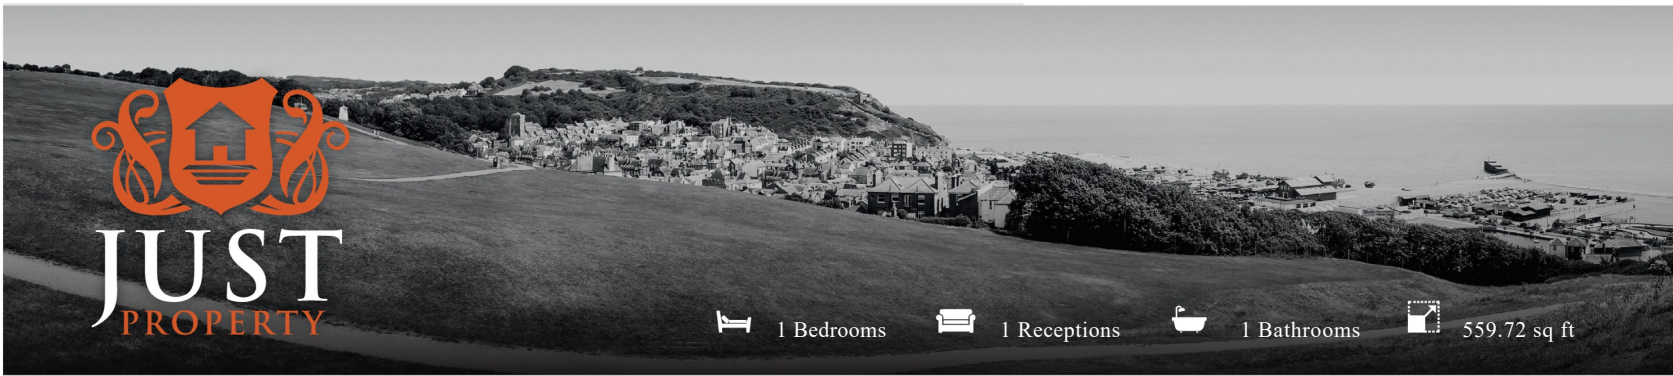 JUST
PROPERTY
1 Bedrooms
1 Receptions
1 Bathrooms
559.72 sq ft